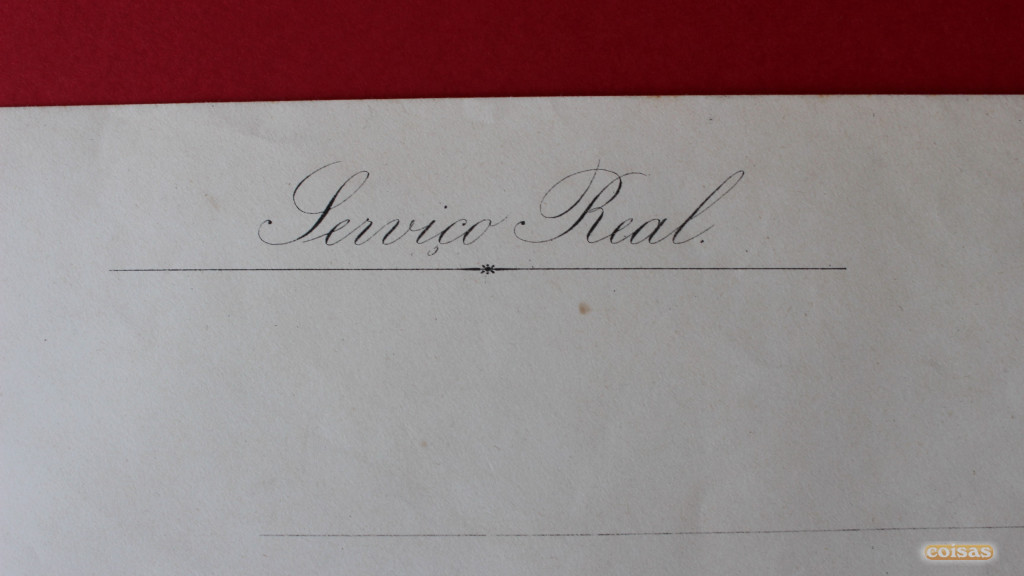 Serviço Real.
coisas